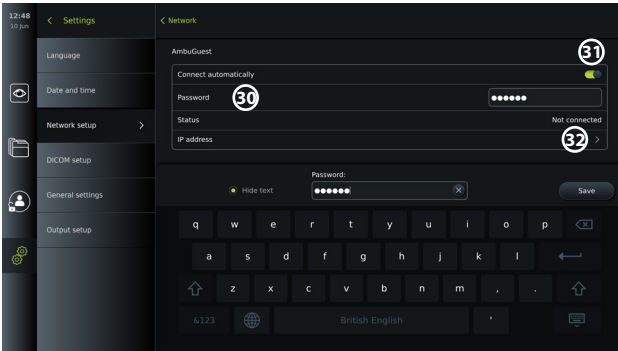 12:48
10 Jun
Settings
Network
Language
Date and time
Network setup
DICOM setup
General settings
Output setup
AmbuGuest
31
Connect automatically
Password
30
●●●●●●
Status
Not connected
IP address
32
Password:
Hide text
●●●●●●
Save
q w e r t y u i o p
a s d f g h j k l
z x c v b n m , .
&123
British English
'